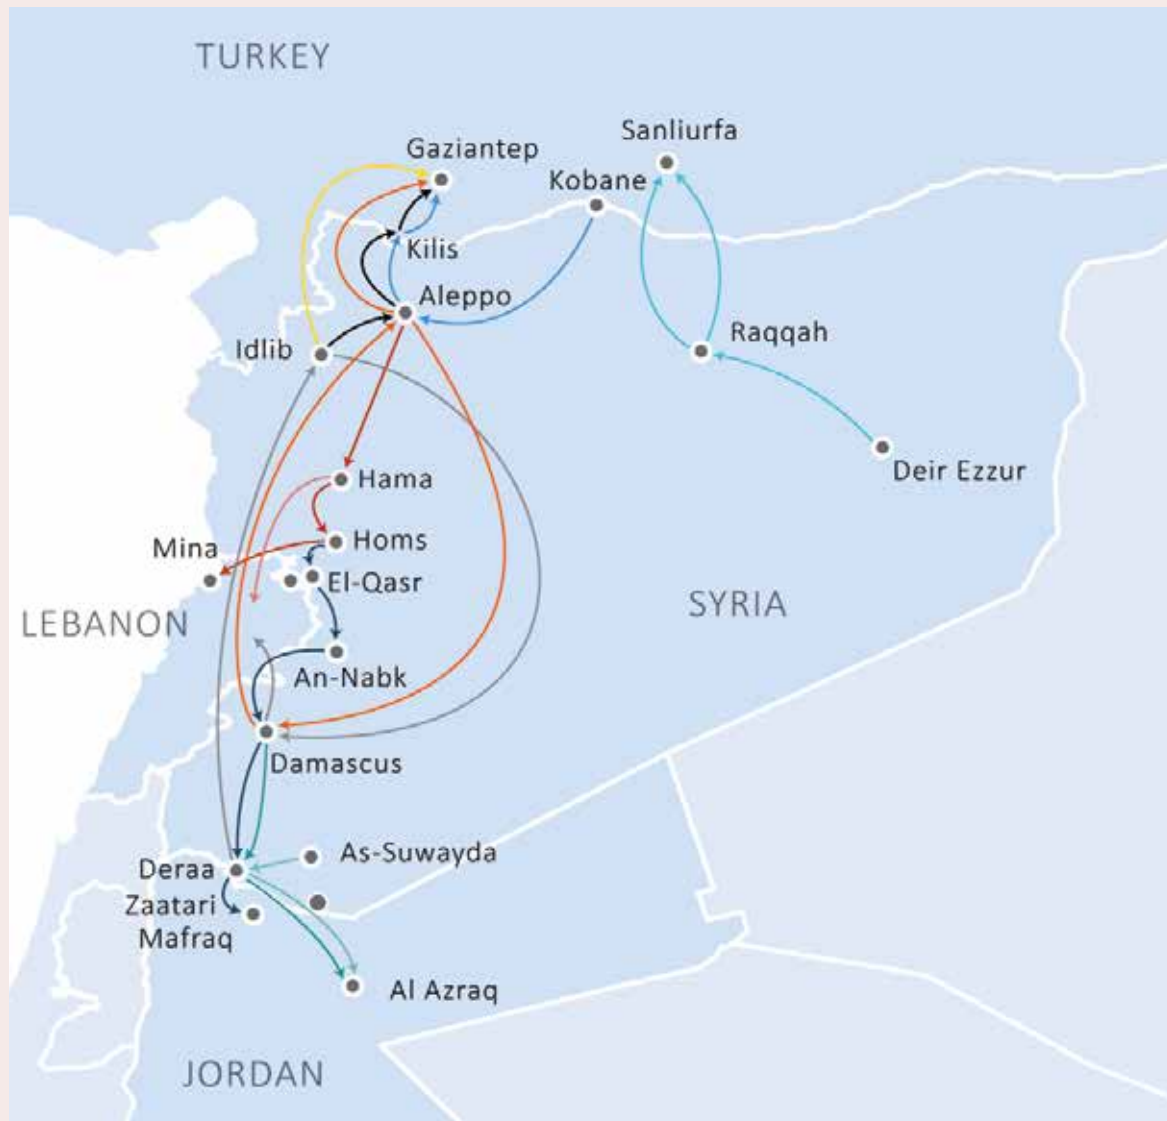 TURKEY
Sanliurfa
Gaziantep
Kobane
Kilis
Aleppo
Raqqah
Idlib
Deir Ezzur
Hama
Mina
Homs
El-Qasr
SYRIA
LEBANON
An-Nabk
Damascus
As-Suwayda
Deraa
Zaatari
Mafraq
Al Azraq
JORDAN